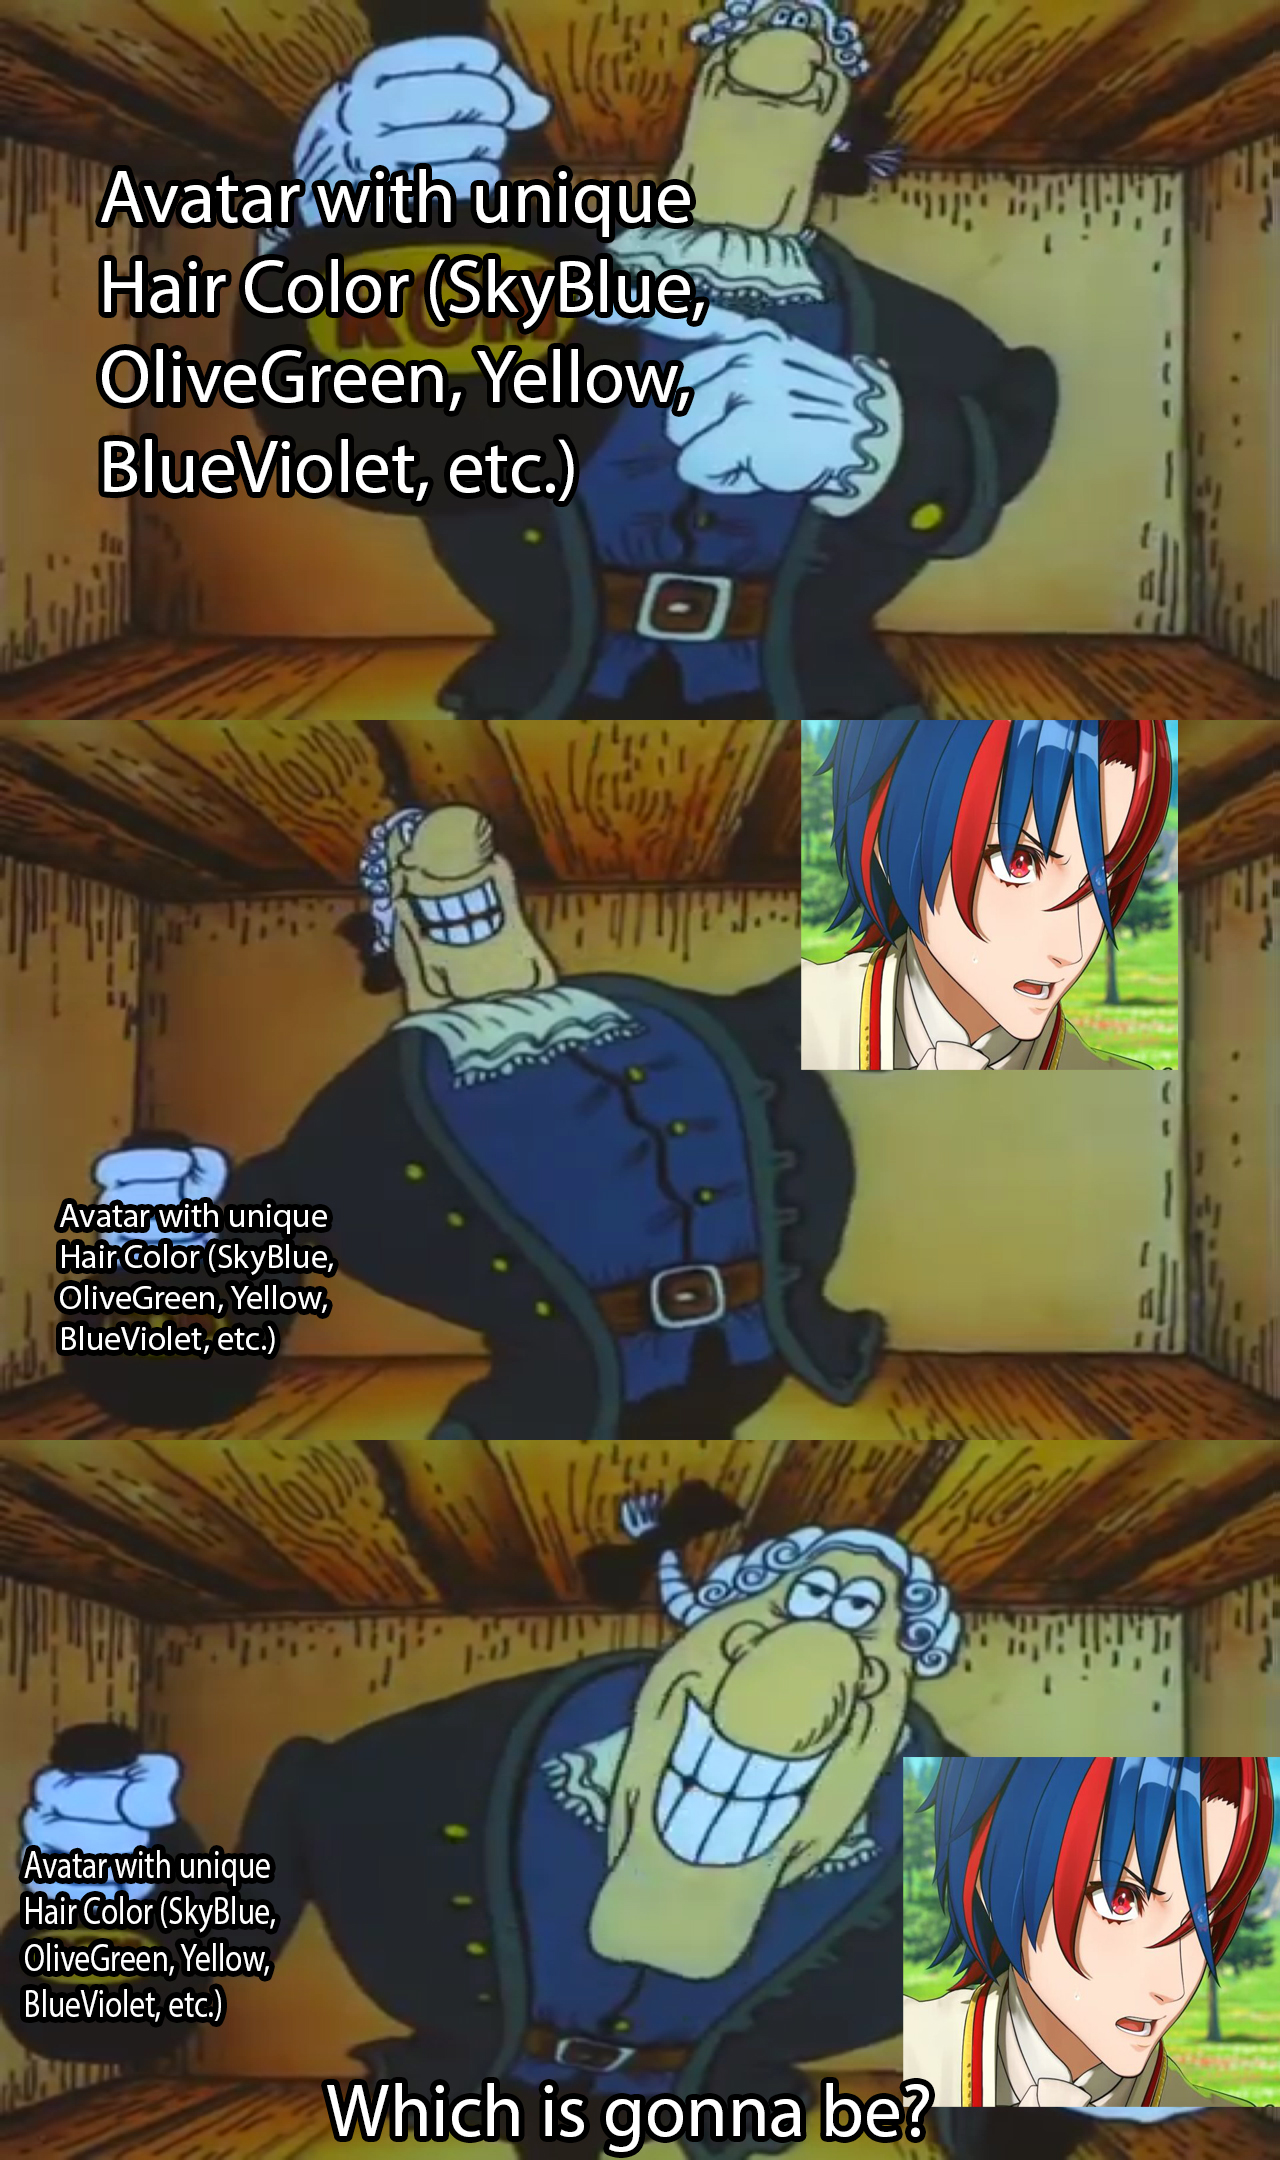 Avatar with unique
Hair Color (SkyBlue,
OliveGreen, Yellow,
BlueViolet, etc.)
Avatar with unique
Hair Color (SkyBlue,
OliveGreen, Yellow,
BlueViolet, etc.)
Avatar with unique
Hair Color (SkyBlue,
OliveGreen, Yellow,
BlueViolet, etc.)
Which is gonna be?